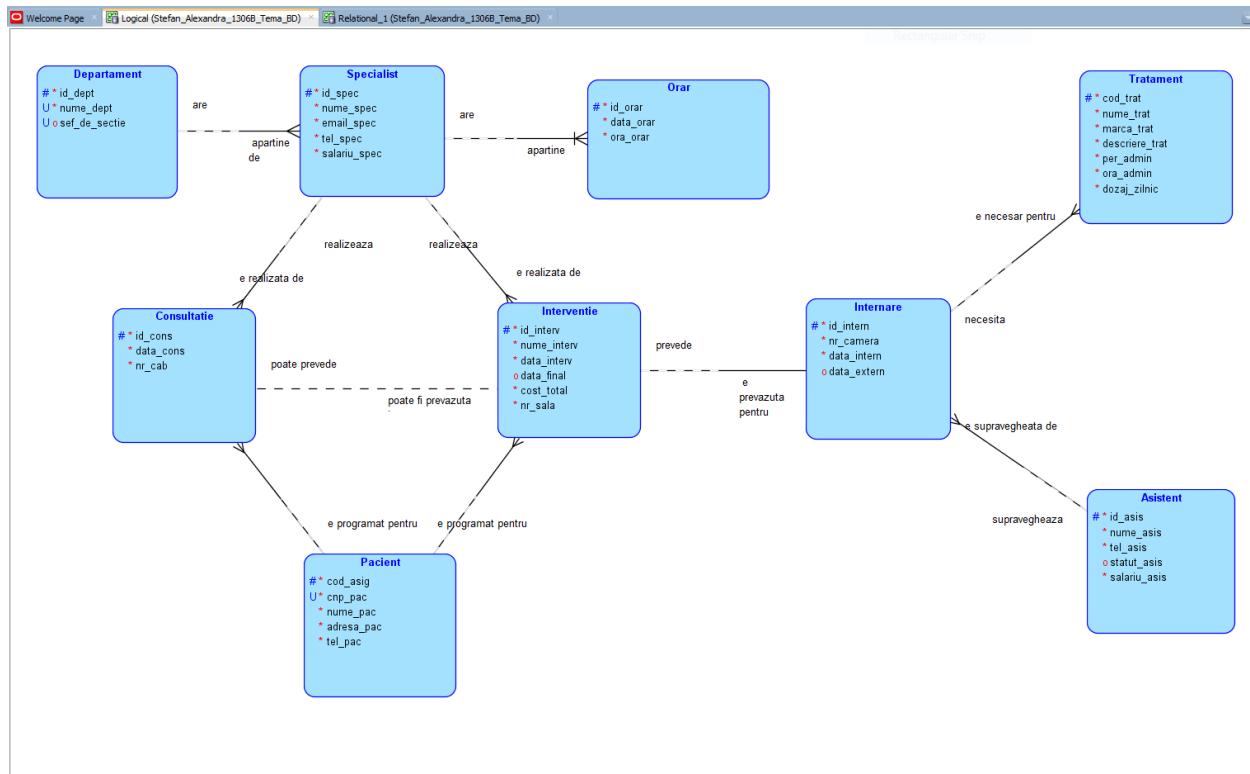 Welcome Page
Logical (Stefan_Alexandra_1306B_Tema_BD)
Relational_1 (Stefan_Alexandra_1306B_Tema_BD)
Rectangular Snip
Departament
# * id_dept
U * nume_dept
U o sef_de_sectie
are
apartine
de
Specialist
# * id_spec
* nume_spec
* email_spec
* tel_spec
* salariu_spec
are
apartine
Orar
# * id_orar
* data_orar
* ora_orar
Tratament
# * cod_trat
* nume_trat
* marca_trat
* descriere_trat
* per_admin
* ora_admin
* dozaj_zilnic
realizeaza
e realizata de
realizeaza
e realizata de
e necesar pentru
necesita
Consultatie
# * id_cons
* data_cons
* nr_cab
poate prevede
poate fi prevazuta
Interventie
# * id_interv
* nume_interv
* data_interv
o data_final
* cost_total
* nr_sala
prevede
e
prevazuta
pentru
Internare
# * id_intern
* nr_camera
* data_intern
o data_extern
e supravegheata de
supravegheaza
e programat pentru
e programat pentru
Pacient
# * cod_asig
U * cnp_pac
* nume_pac
* adresa_pac
* tel_pac
Asistent
# * id_asis
* nume_asis
* tel_asis
o statut_asis
* salariu_asis